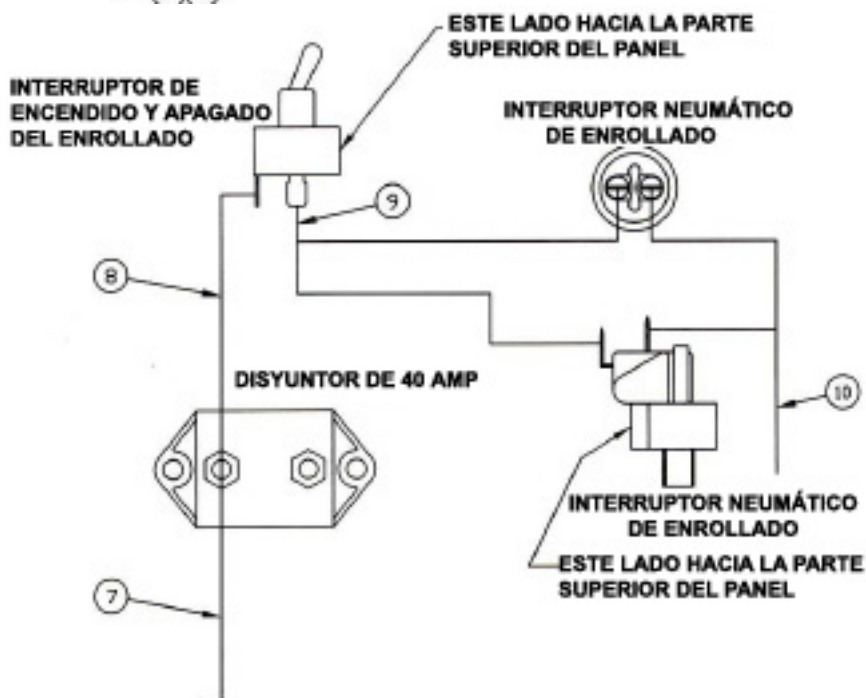 ESTE LADO HACIA LA PARTE
SUPERIOR DEL PANEL
INTERRUPTOR DE
ENCENDIDO Y APAGADO
DEL ENROLLADO
INTERRUPTOR NEUMÁTICO
DE ENROLLADO
9
8
DISYUNTOR DE 40 AMP
10
INTERRUPTOR NEUMÁTICO
DE ENROLLADO
ESTE LADO HACIA LA PARTE
SUPERIOR DEL PANEL
7